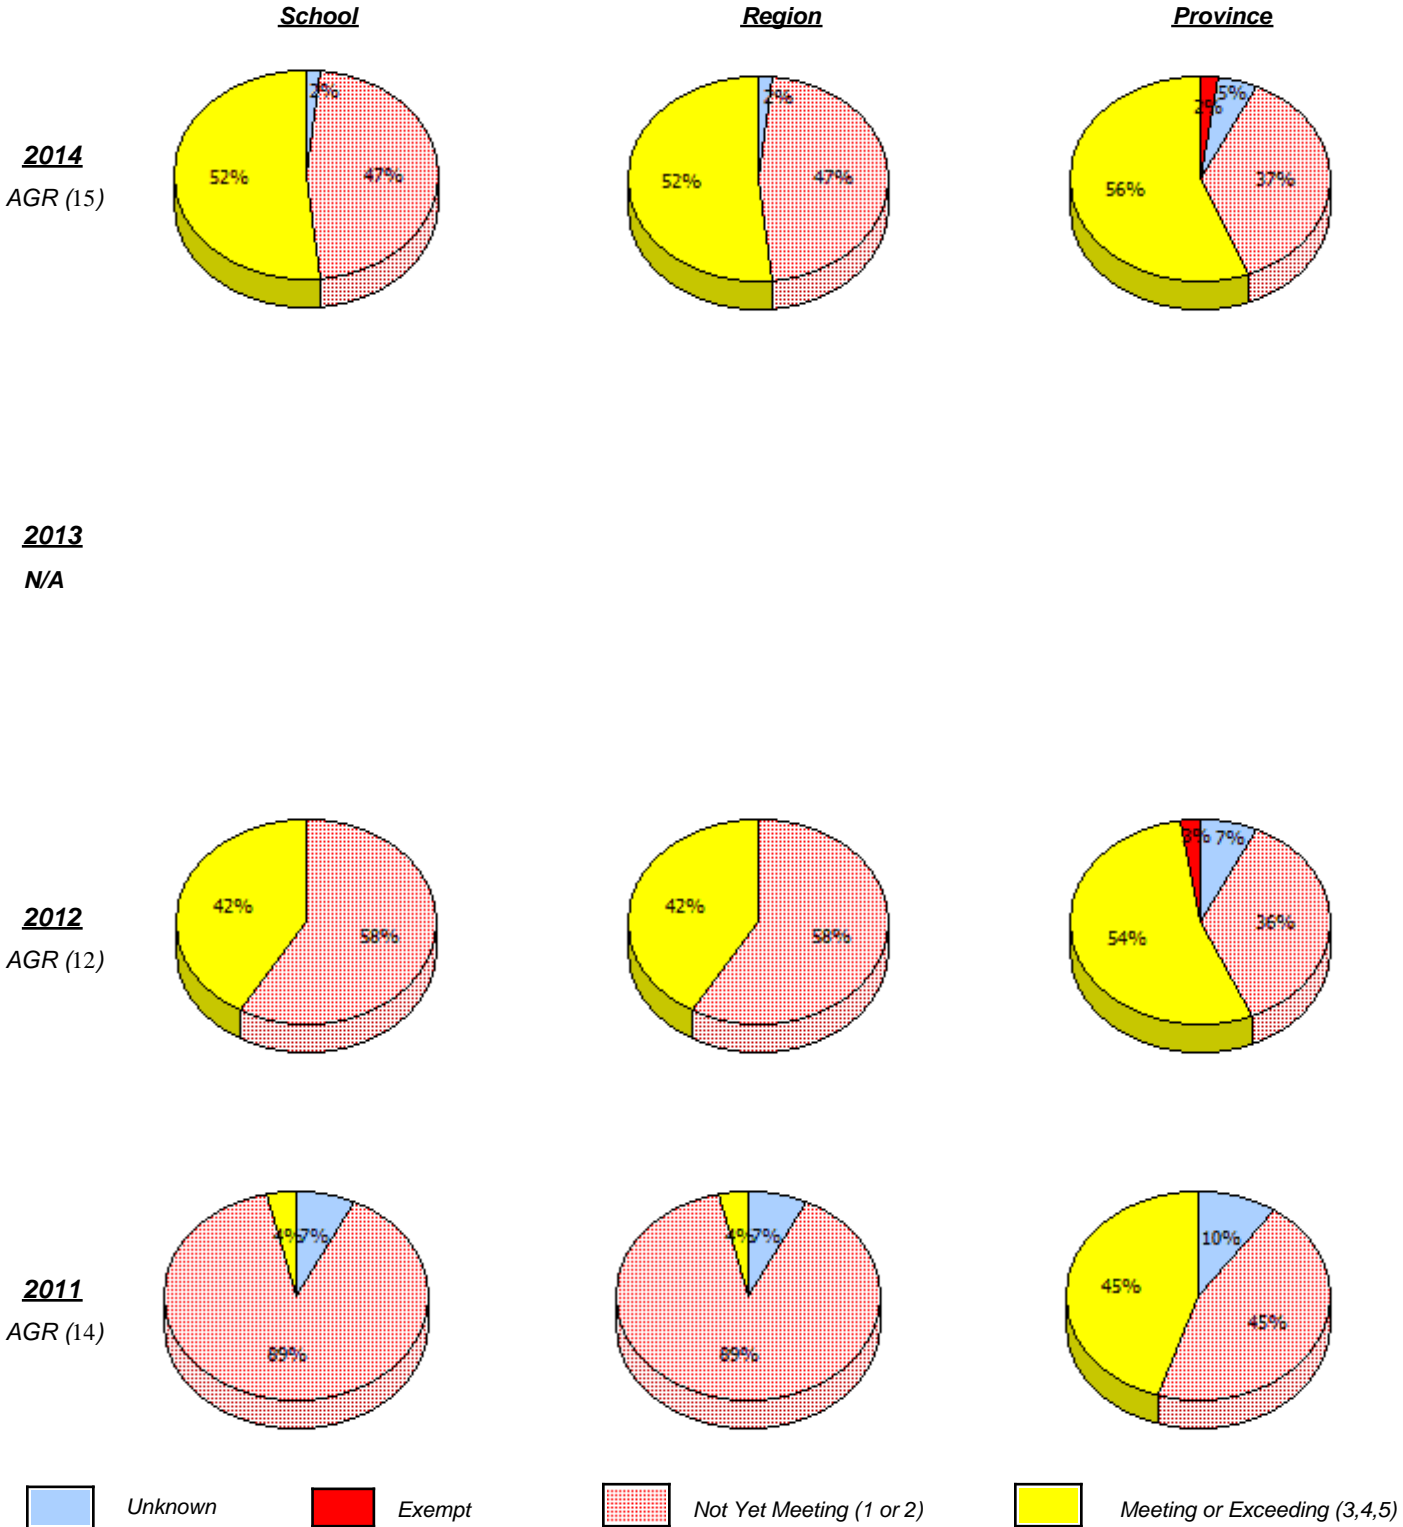 School Region Province
2014
AGR (15)
2% 47% 52%
2% 47% 52%
2% 5% 37% 56%
2013
N/A
2012
AGR (12)
42% 58%
42% 58%
3% 7% 36% 54%
2011
AGR (14)
4% 7% 89%
4% 7% 89%
10% 45% 45%
Unknown Exempt Not Yet Meeting (1 or 2) Meeting or Exceeding (3,4,5)